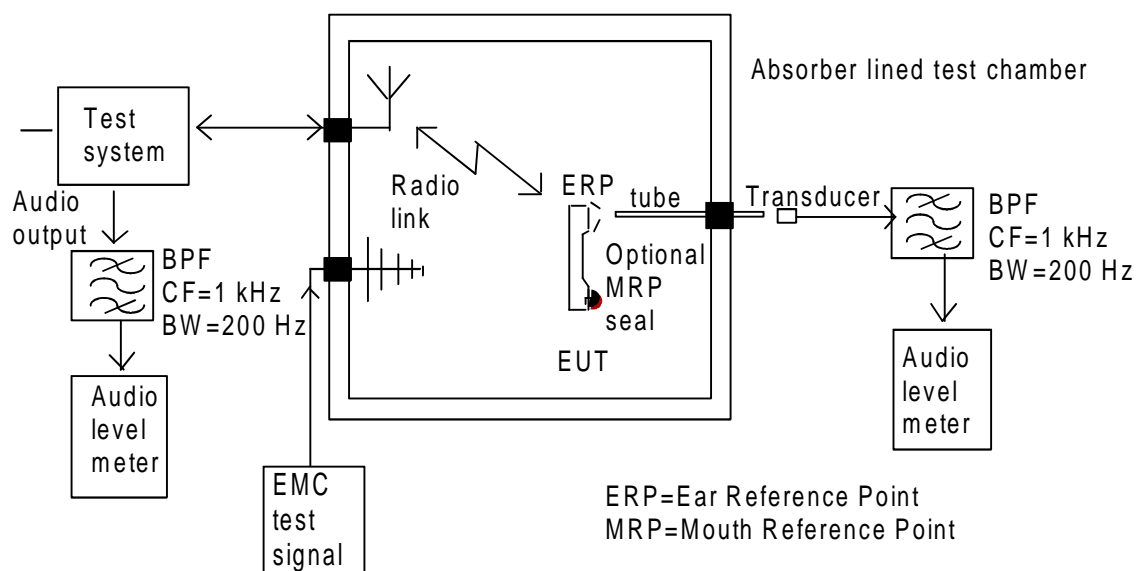 Absorber lined test chamber
Test
system
Audio
output
BPF
CF=1 kHz
BW=200 Hz
Audio
level
meter
EMC
test
signal
Radio
link
ERP
tube
Optional
MRP
seal
EUT
Transducer
BPF
CF=1 kHz
BW=200 Hz
Audio
level
meter
ERP=Ear Reference Point
MRP=Mouth Reference Point